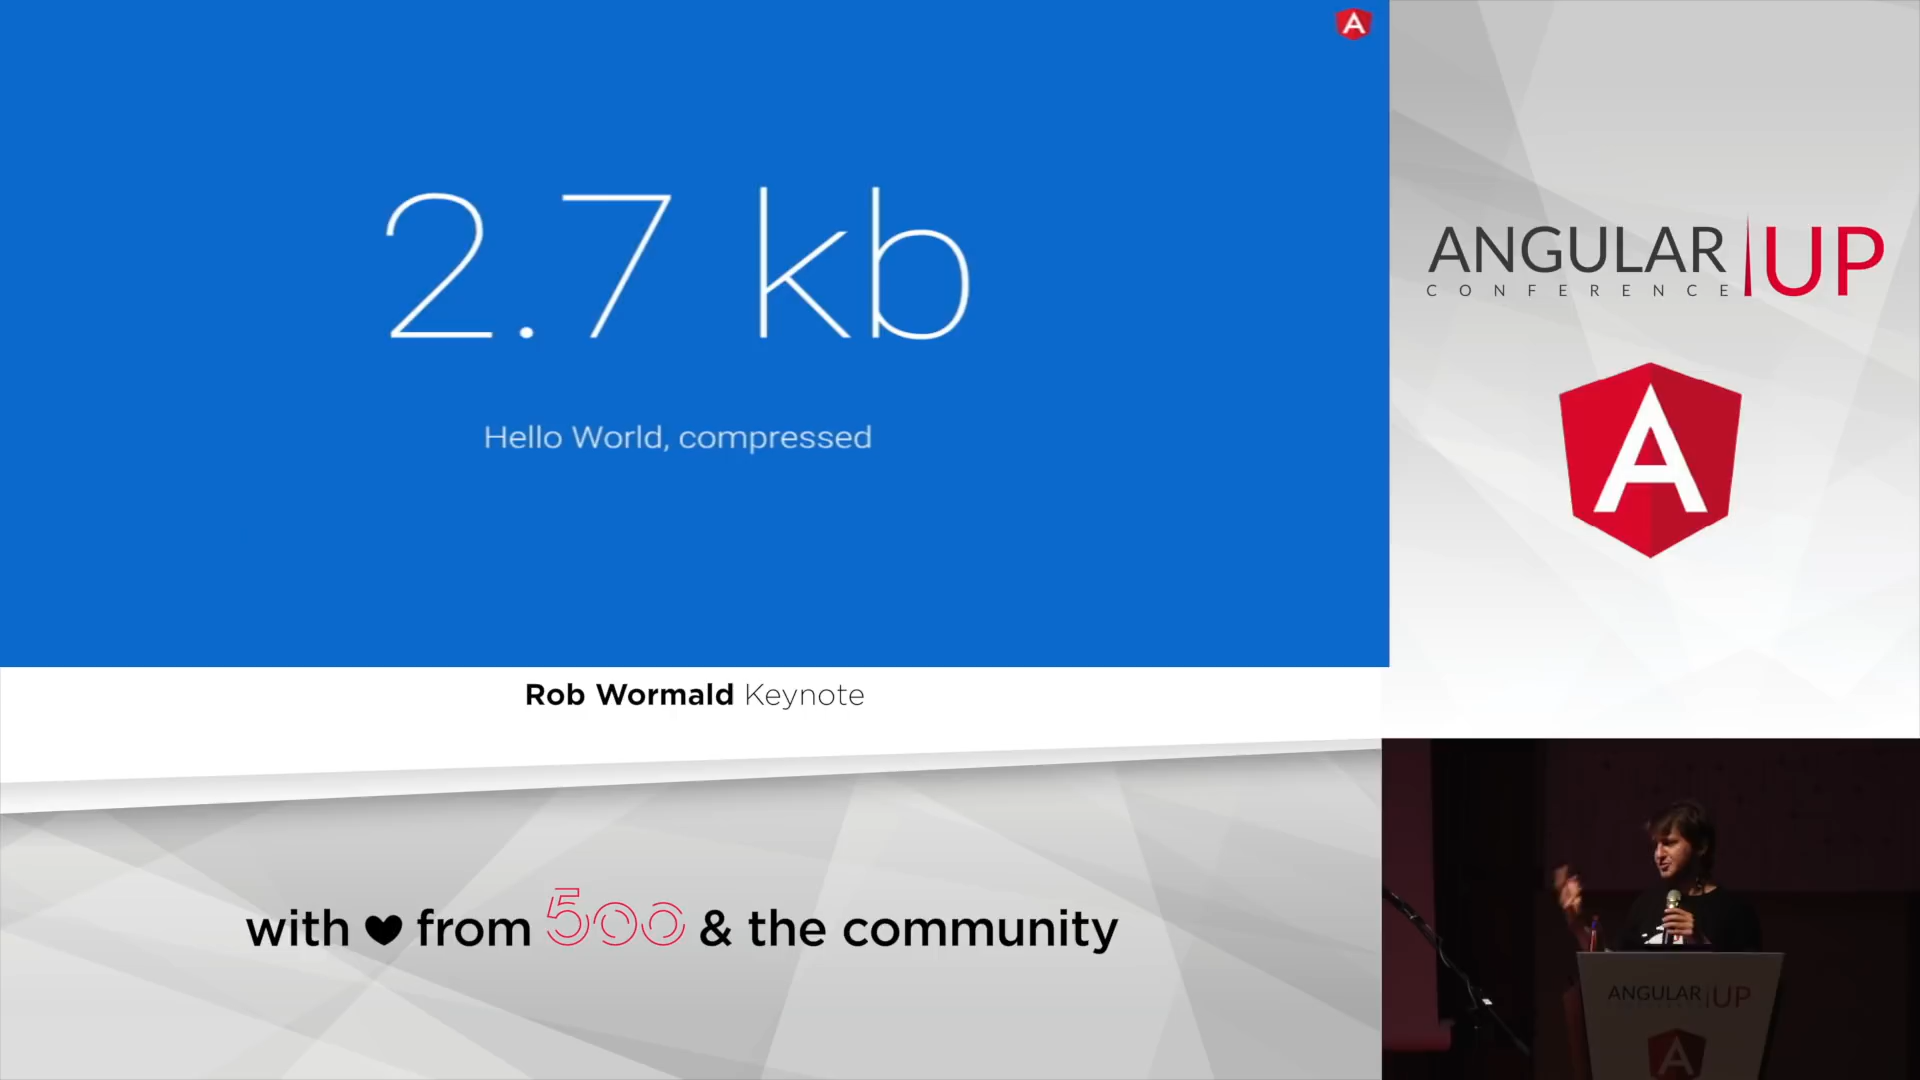 2.7 kb
Hello World, compressed
Rob Wormald Keynote
with ♥ from 500 & the community
ANGULAR UP
CONFERENCE
ANGULAR UP